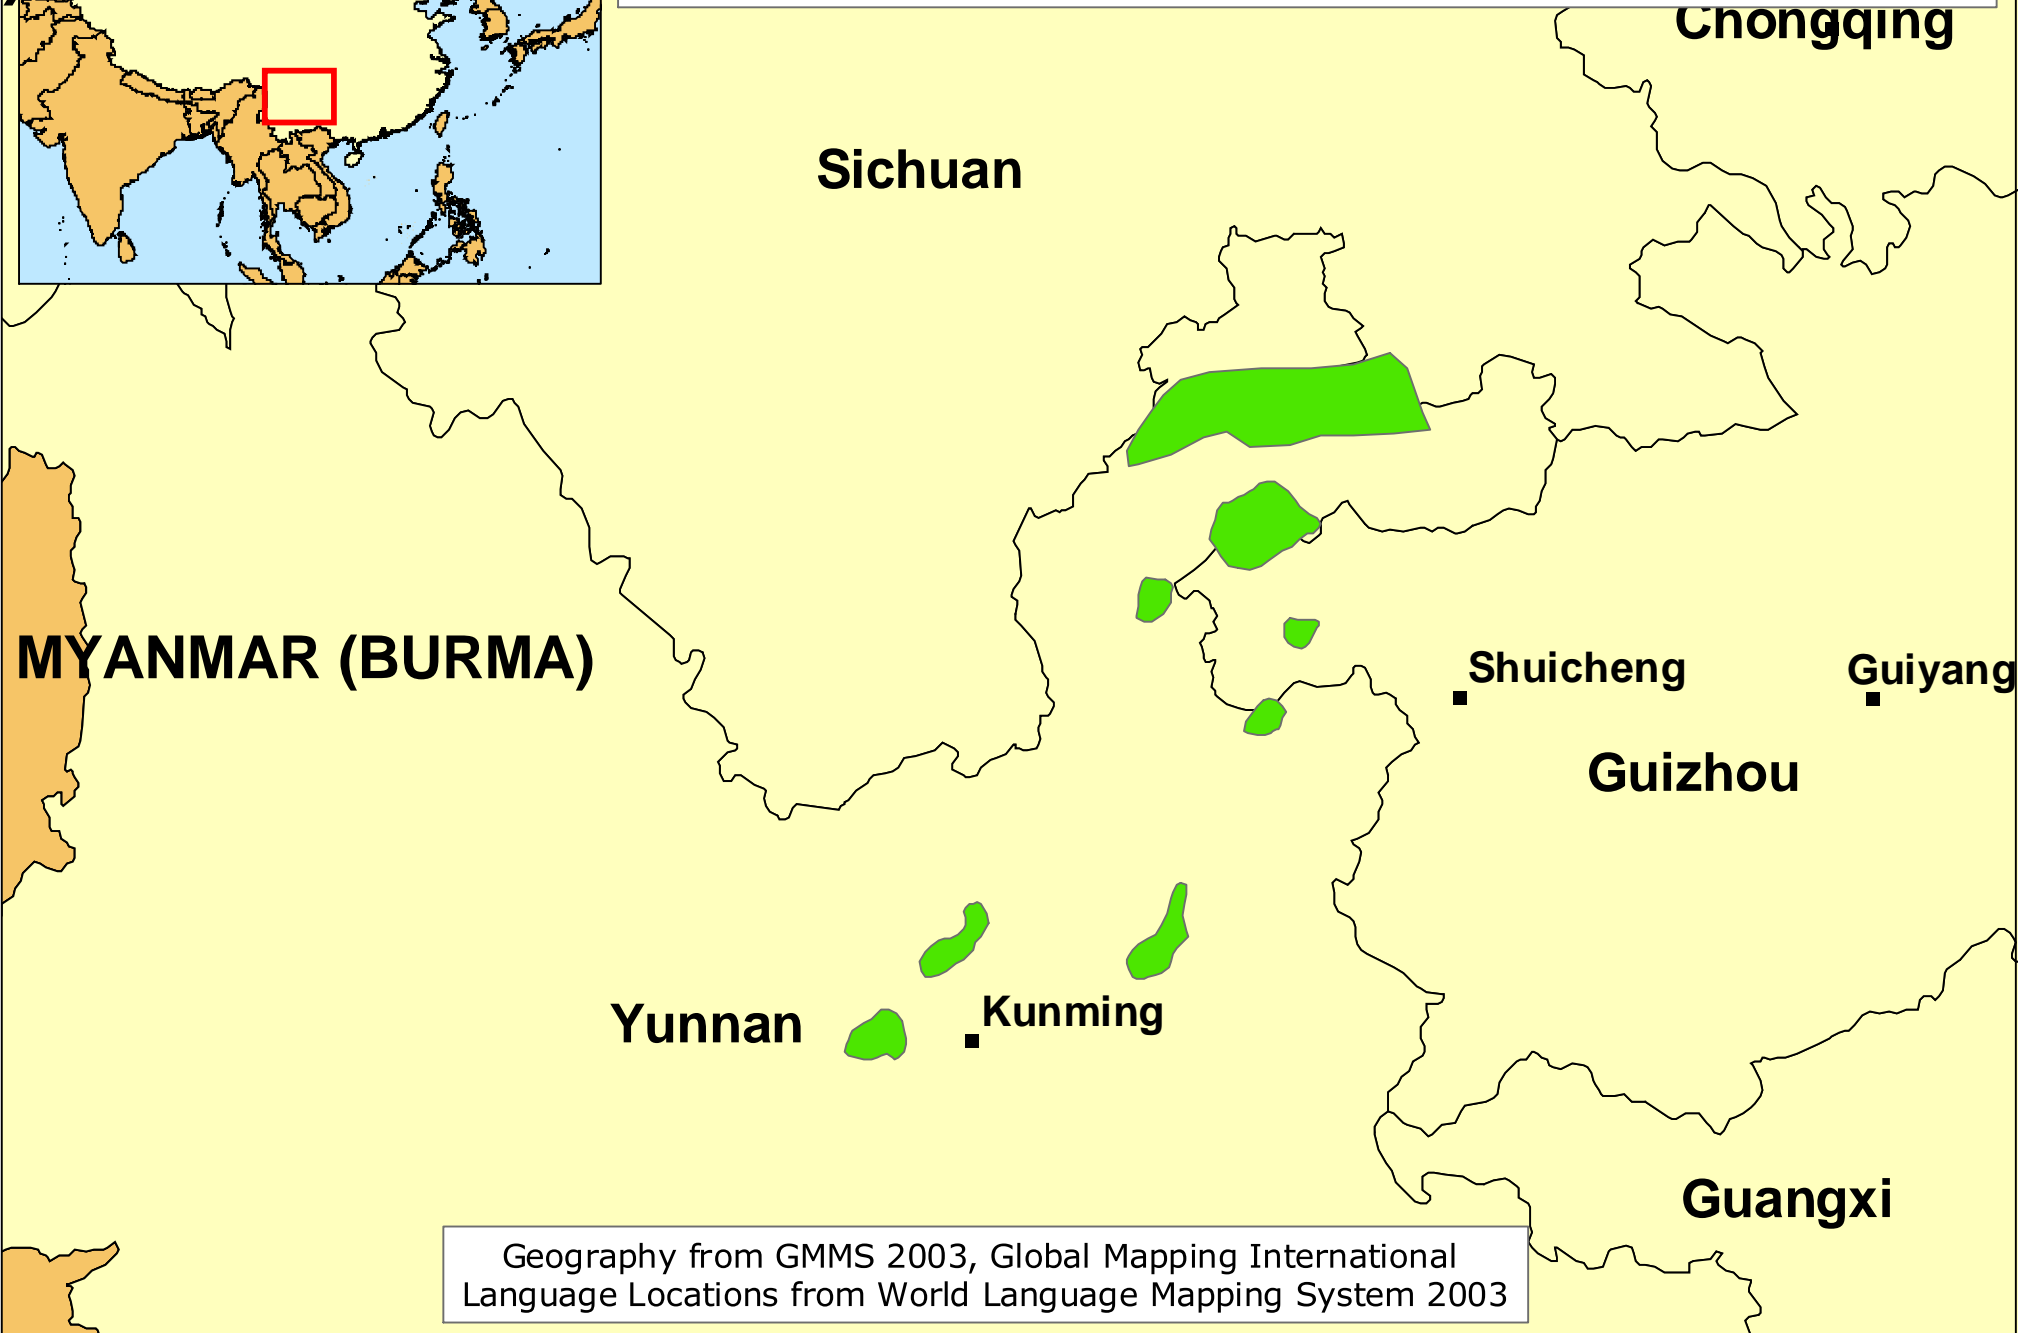 Chongqing
Sichuan
MYANMAR (BURMA)
Shuicheng
Guiyang
Guizhou
Kunming
Yunnan
Guangxi
Geography from GMMS 2003, Global Mapping International
Language Locations from World Language Mapping System 2003